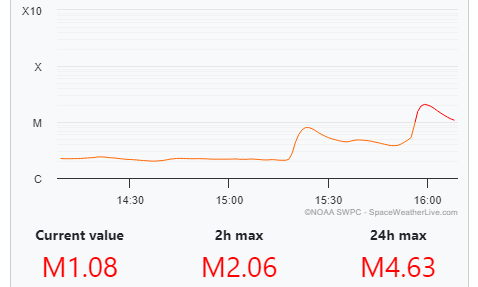 X10
X
M
C
14:30 15:00 15:30 16:00
©NOAA SWPC - SpaceWeatherLive.com
Current value 2h max 24h max
M1.08 M2.06 M4.63